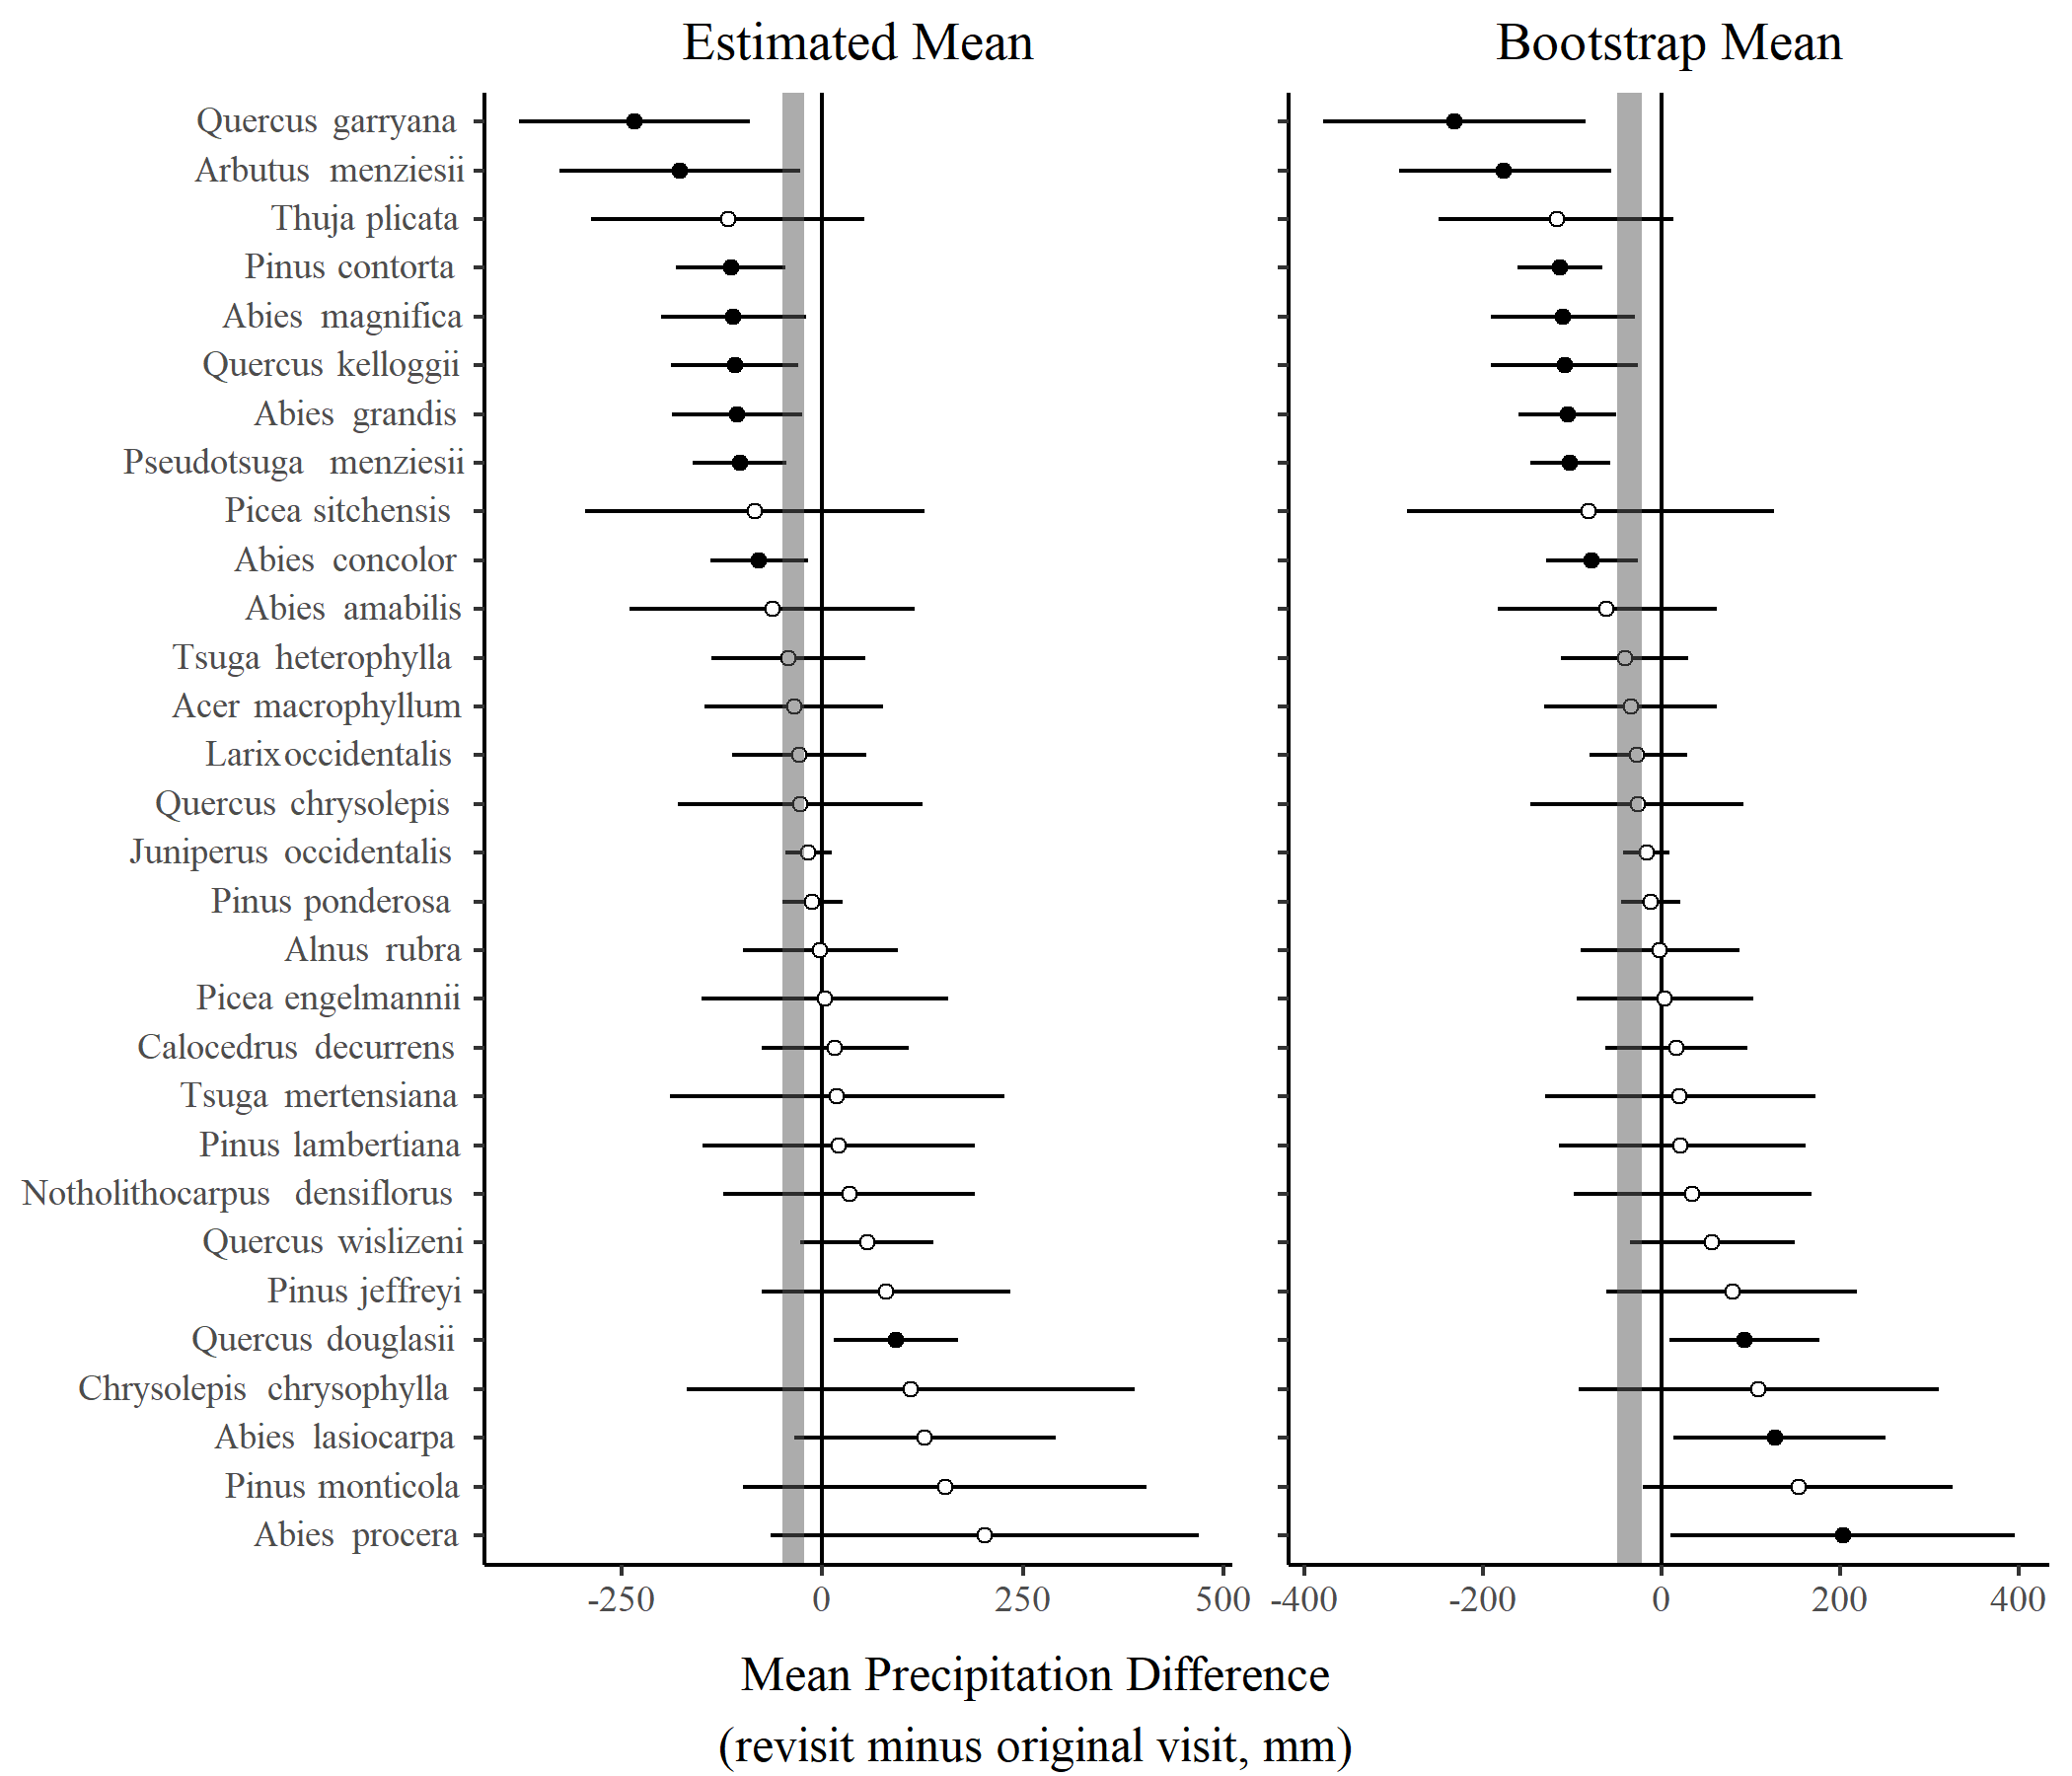 Estimated Mean
Bootstrap Mean
Quercus garryana
Arbutus menziesii
Thuja plicata
Pinus contorta
Abies magnifica
Quercus kelloggii
Abies grandis
Pseudotsuga menziesii
Picea sitchensis
Abies concolor
Abies amabilis
Tsuga heterophylla
Acer macrophyllum
Larix occidentalis
Quercus chrysolepis
Juniperus occidentalis
Pinus ponderosa
Alnus rubra
Picea engelmannii
Calocedrus decurrens
Tsuga mertensiana
Pinus lambertiana
Notholithocarpus densiflorus
Quercus wislizeni
Pinus jeffreyi
Quercus douglasii
Chrysolepis chrysophylla
Abies lasiocarpa
Pinus monticola
Abies procera
-250 0 250 500
-400 -200 0 200 400
Mean Precipitation Difference
(revisit minus original visit, mm)